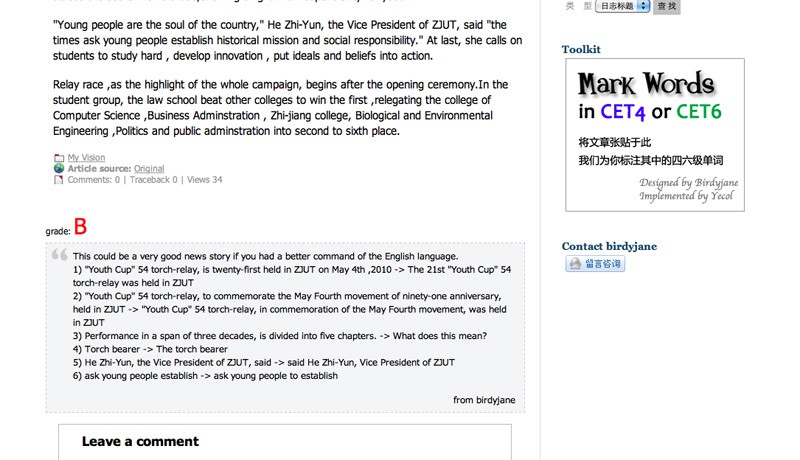 "Young people are the soul of the country," He Zhi-Yun, the Vice President of ZJUT, said "the
times ask young people establish historical mission and social responsibility." At last, she calls on
students to study hard , develop innovation , put ideals and beliefs into action.
Relay race ,as the highlight of the whole campaign, begins after the opening ceremony.In the
student group, the law school beat other colleges to win the first ,relegating the college of
Computer Science ,Business Adminstration , Zhi-jiang college, Biological and Environmental
Engineering ,Politics and public adminstration into second to sixth place.
My Vision
Article source: Original
Comments: 0 | Traceback 0 | Views 34
grade: B
This could be a very good news story if you had a better command of the English language.
1) "Youth Cup" 54 torch-relay, is twenty-first held in ZJUT on May 4th ,2010 -> The 21st "Youth Cup" 54
torch-relay was held in ZJUT
2) "Youth Cup" 54 torch-relay, to commemorate the May Fourth movement of ninety-one anniversary,
held in ZJUT -> "Youth Cup" 54 torch-relay, in commemoration of the May Fourth movement, was held
in ZJUT
3) Performance in a span of three decades, is divided into five chapters. -> What does this mean?
4) Torch bearer -> The torch bearer
5) He Zhi-Yun, the Vice President of ZJUT, said -> said He Zhi-Yun, Vice President of ZJUT
6) ask young people establish -> ask young people to establish
from birdyjane
Leave a comment
类 型 日志标题 查 找
Toolkit
Mark Words
in CET4 or CET6
将文章张贴于此
我们为你标注其中的四六级单词
Designed by Birdyjane
Implemented by Yecol
Contact birdyjane
留言咨询